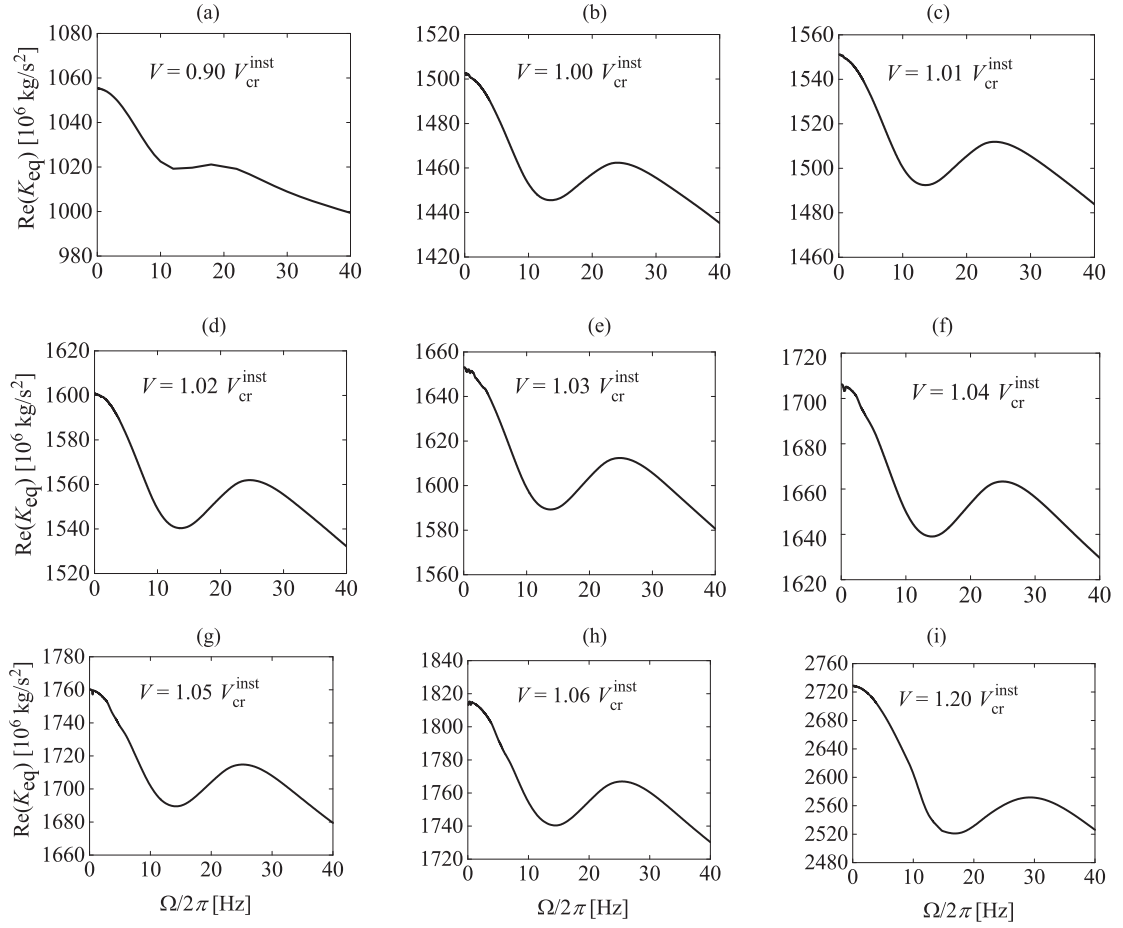 (a)
(b)
(c)
V = 0.90 V_cr^inst
V = 1.00 V_cr^inst
V = 1.01 V_cr^inst
Re(K_eq) [10^6 kg/s^2]
1080
1060
1040
1020
1000
980
0 10 20 30 40
1520
1500
1480
1460
1440
1420
0 10 20 30 40
1560
1540
1520
1500
1480
1460
0 10 20 30 40
(d)
(e)
(f)
V = 1.02 V_cr^inst
V = 1.03 V_cr^inst
V = 1.04 V_cr^inst
Re(K_eq) [10^6 kg/s^2]
1620
1600
1580
1560
1540
1520
0 10 20 30 40
1660
1640
1620
1600
1580
1560
0 10 20 30 40
1720
1700
1680
1660
1640
1620
0 10 20 30 40
(g)
(h)
(i)
V = 1.05 V_cr^inst
V = 1.06 V_cr^inst
V = 1.20 V_cr^inst
Re(K_eq) [10^6 kg/s^2]
1780
1760
1740
1720
1700
1680
1660
0 10 20 30 40
Ω/2π [Hz]
1840
1820
1800
1780
1760
1740
1720
0 10 20 30 40
Ω/2π [Hz]
2760
2720
2680
2640
2600
2560
2520
2480
0 10 20 30 40
Ω/2π [Hz]